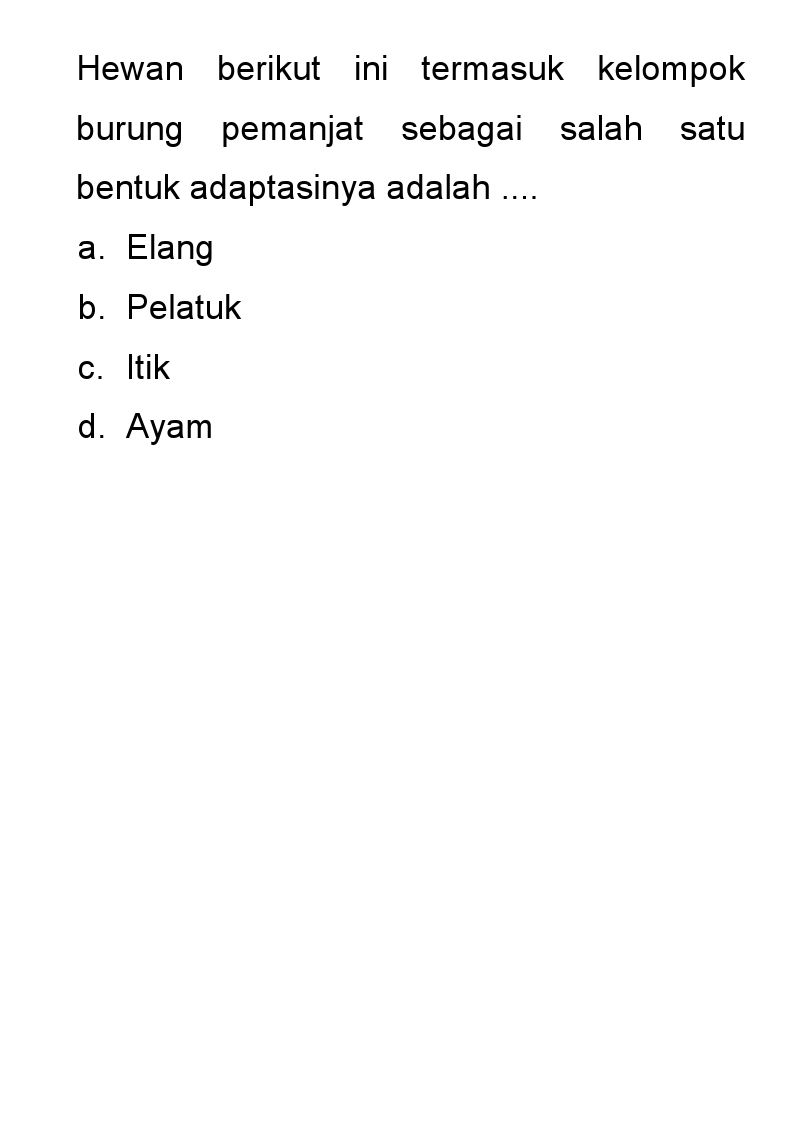 Hewan berikut ini termasuk kelompok
burung pemanjat sebagai salah satu
bentuk adaptasinya adalah ....
a. Elang
b. Pelatuk
c. Itik
d. Ayam